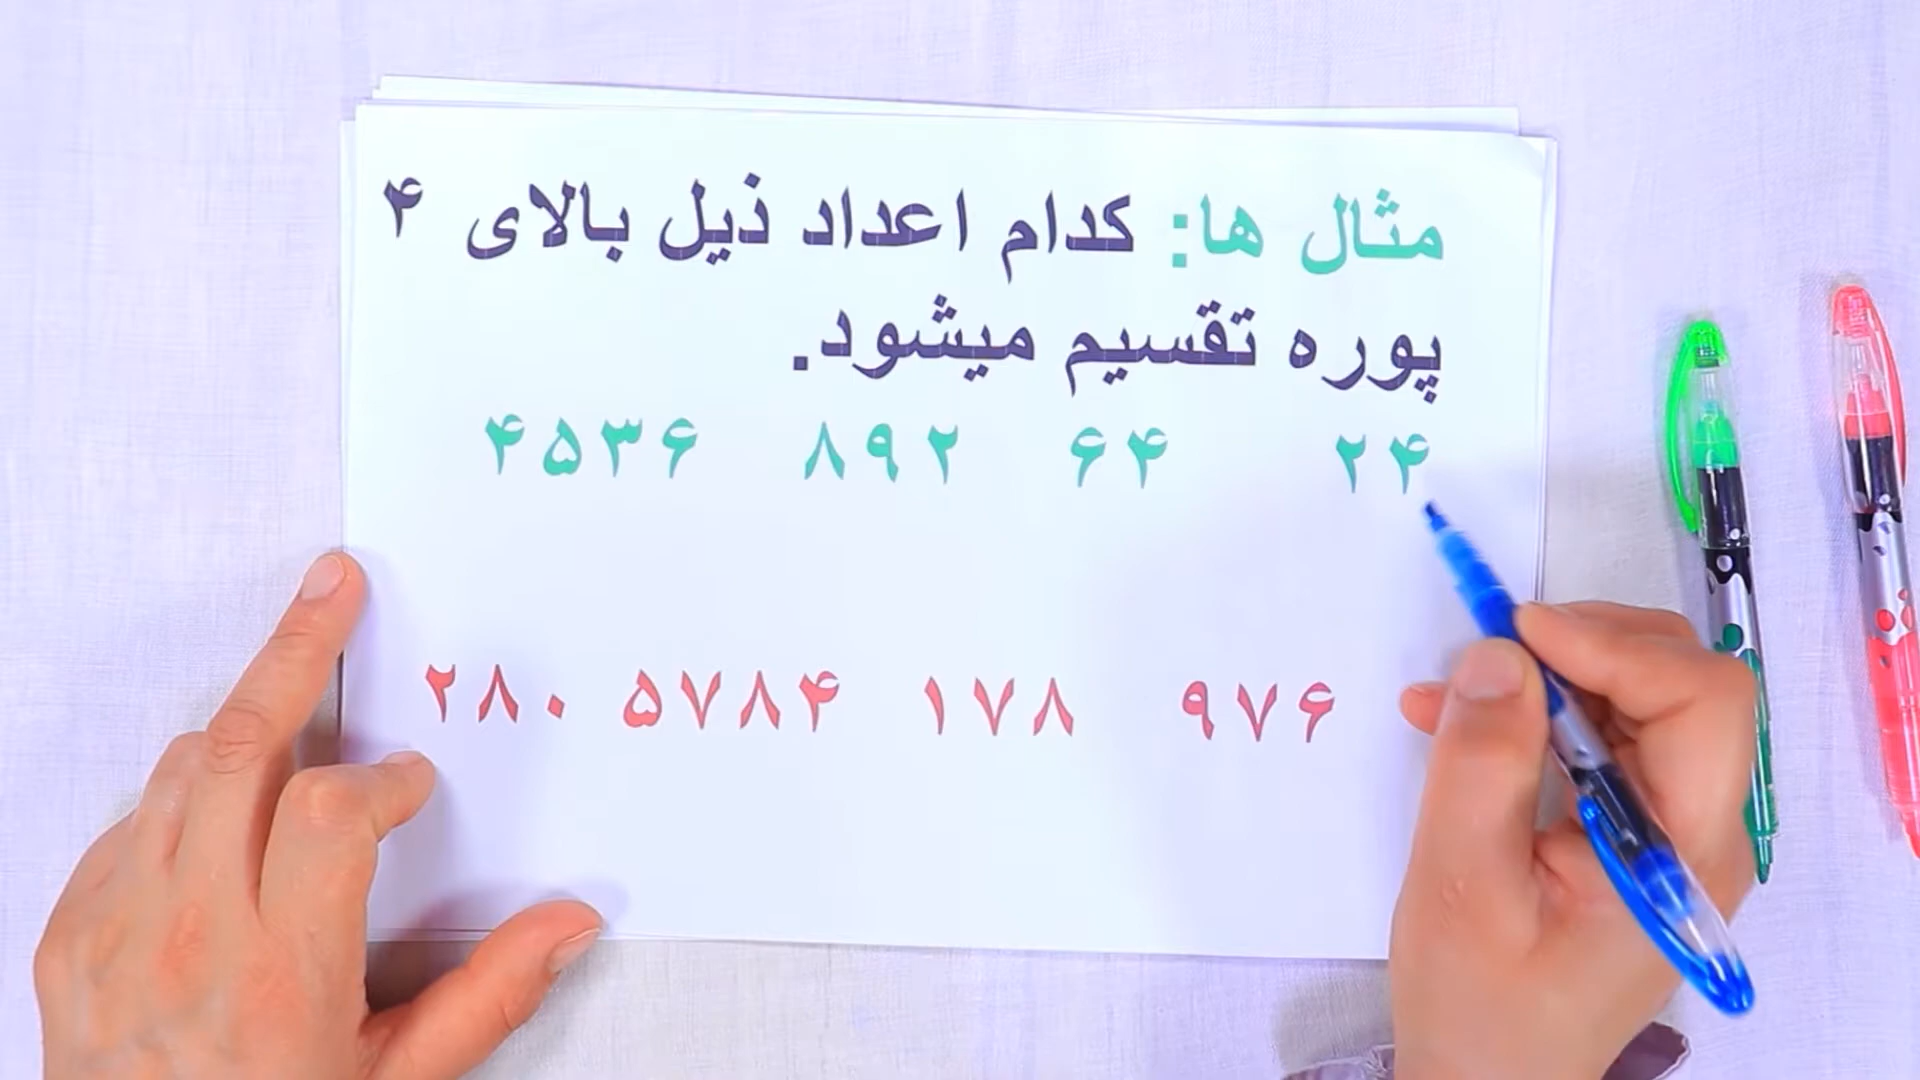 مثال ها: کدام اعداد ذیل بالای ۴
پوره تقسیم میشود.
۲۴ ۶۴ ۸۹۲ ۴۵۳۶
۹۷۶ ۱۷۸ ۵۷۸۴ ۲۸۰